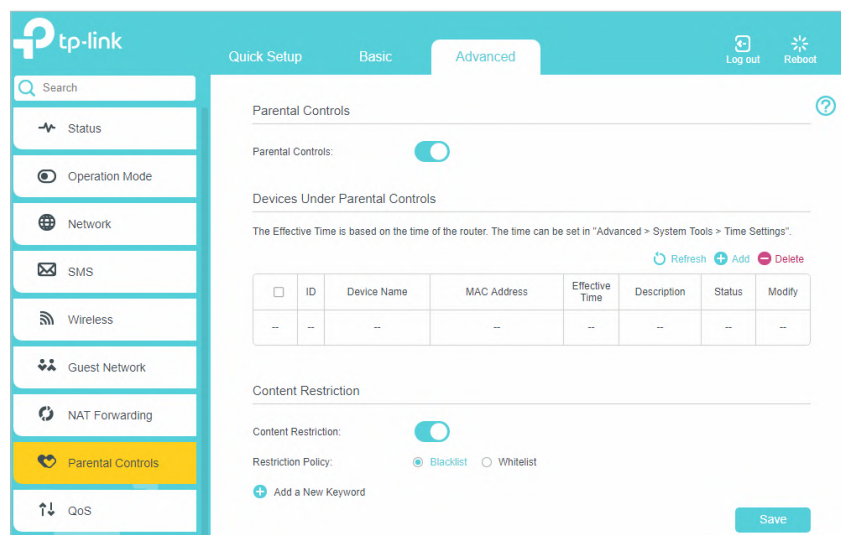 tp-link
Quick Setup Basic Advanced
Log out Reboot
Search
Status
Operation Mode
Network
SMS
Wireless
Guest Network
NAT Forwarding
Parental Controls
QoS
Parental Controls
Parental Controls:
Devices Under Parental Controls
The Effective Time is based on the time of the router. The time can be set in "Advanced > System Tools > Time Settings".
Refresh Add Delete
ID Device Name MAC Address Effective Time Description Status Modify
-- -- -- -- -- -- -- --
Content Restriction
Content Restriction:
Restriction Policy: Blacklist Whitelist
Add a New Keyword
Save